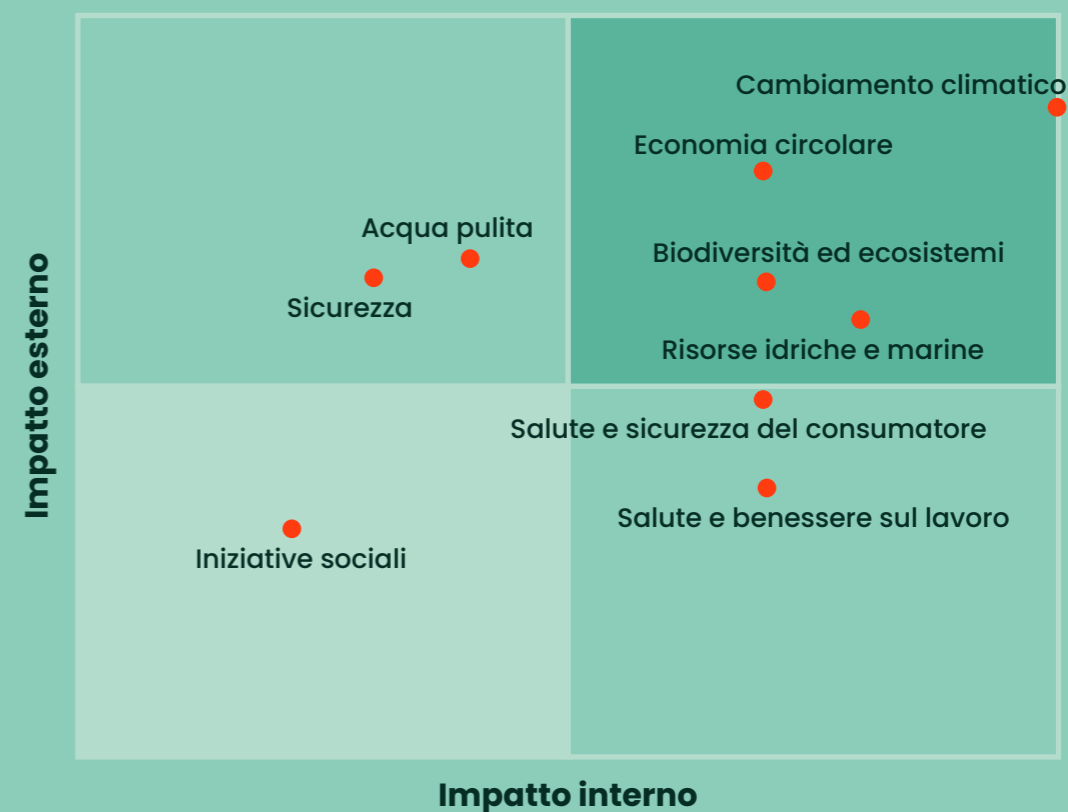 Cambiamento climatico
Economia circolare
Acqua pulita
Biodiversità ed ecosistemi
Sicurezza
Risorse idriche e marine
Salute e sicurezza del consumatore
Salute e benessere sul lavoro
Iniziative sociali
Impatto esterno
Impatto interno